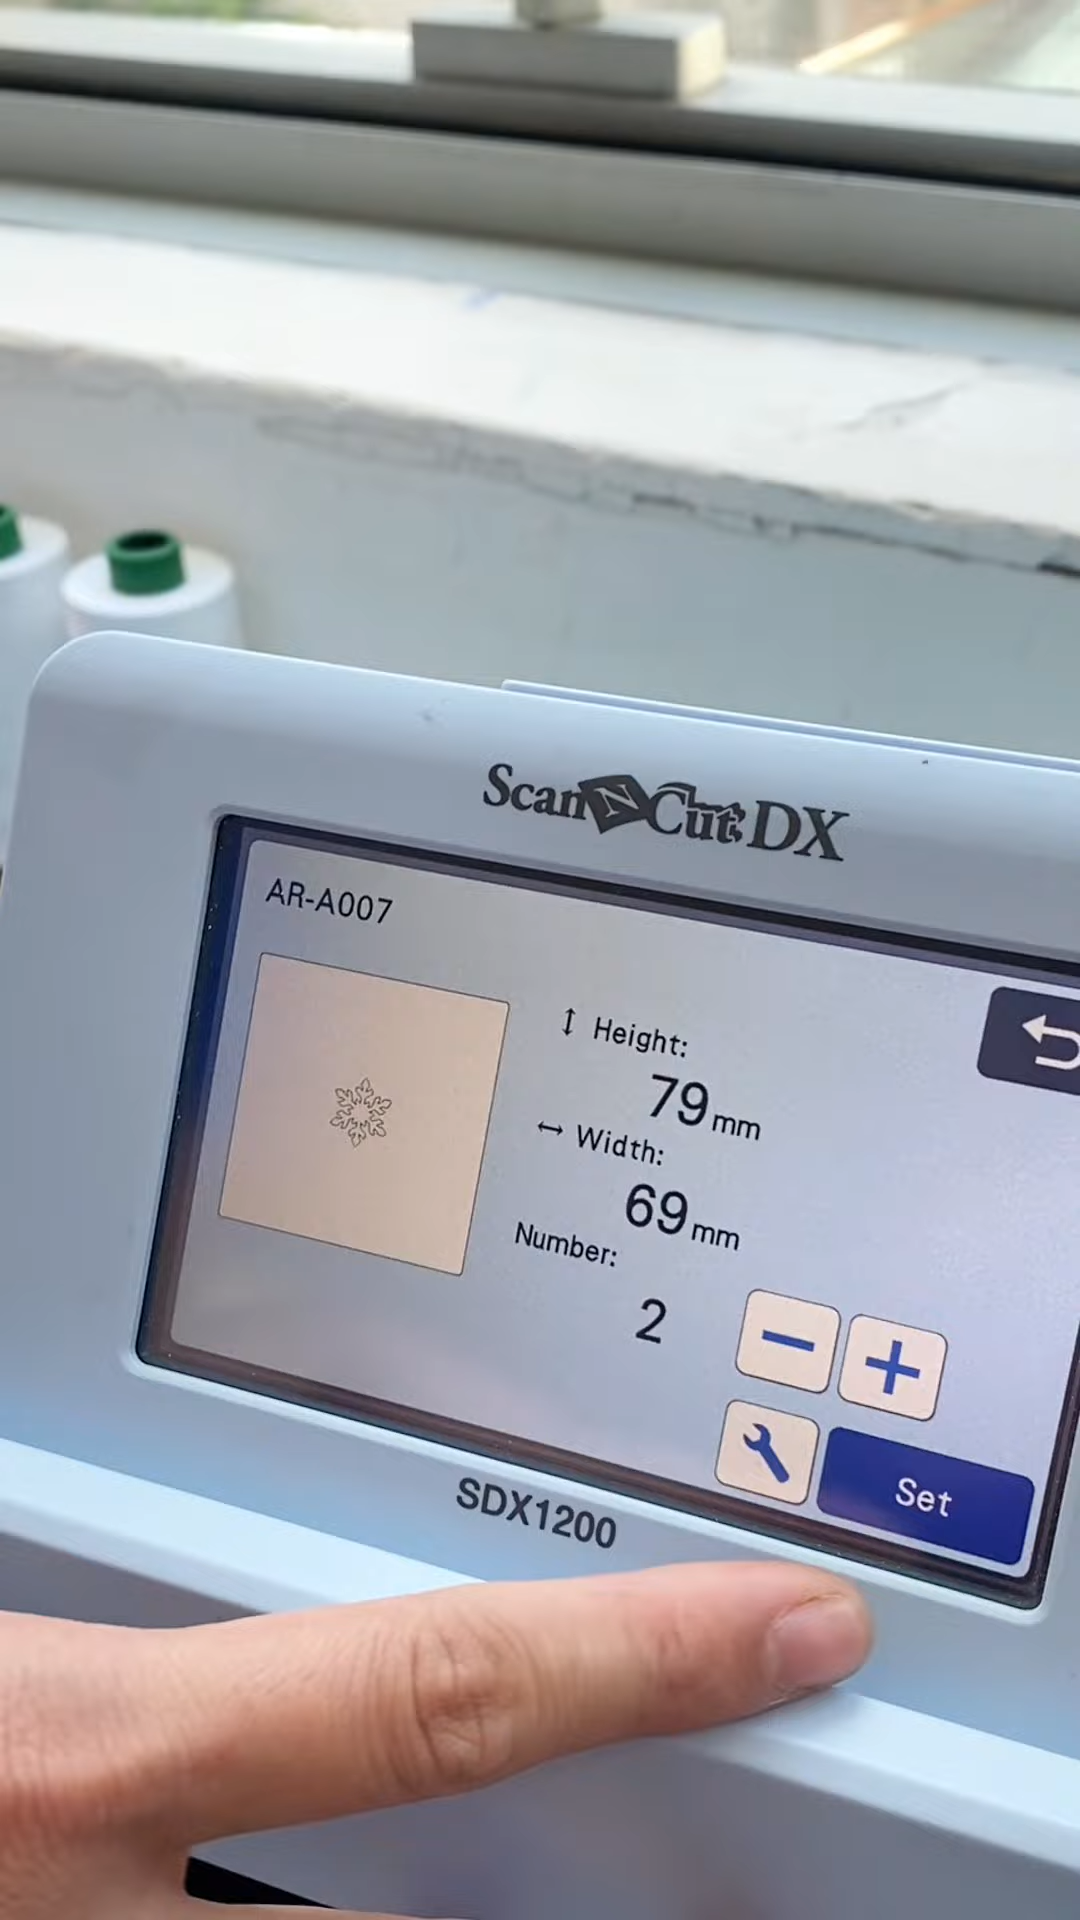 ScanNCut DX
AR-A007
Height:
79 mm
Width:
69 mm
Number:
2
Set
SDX1200